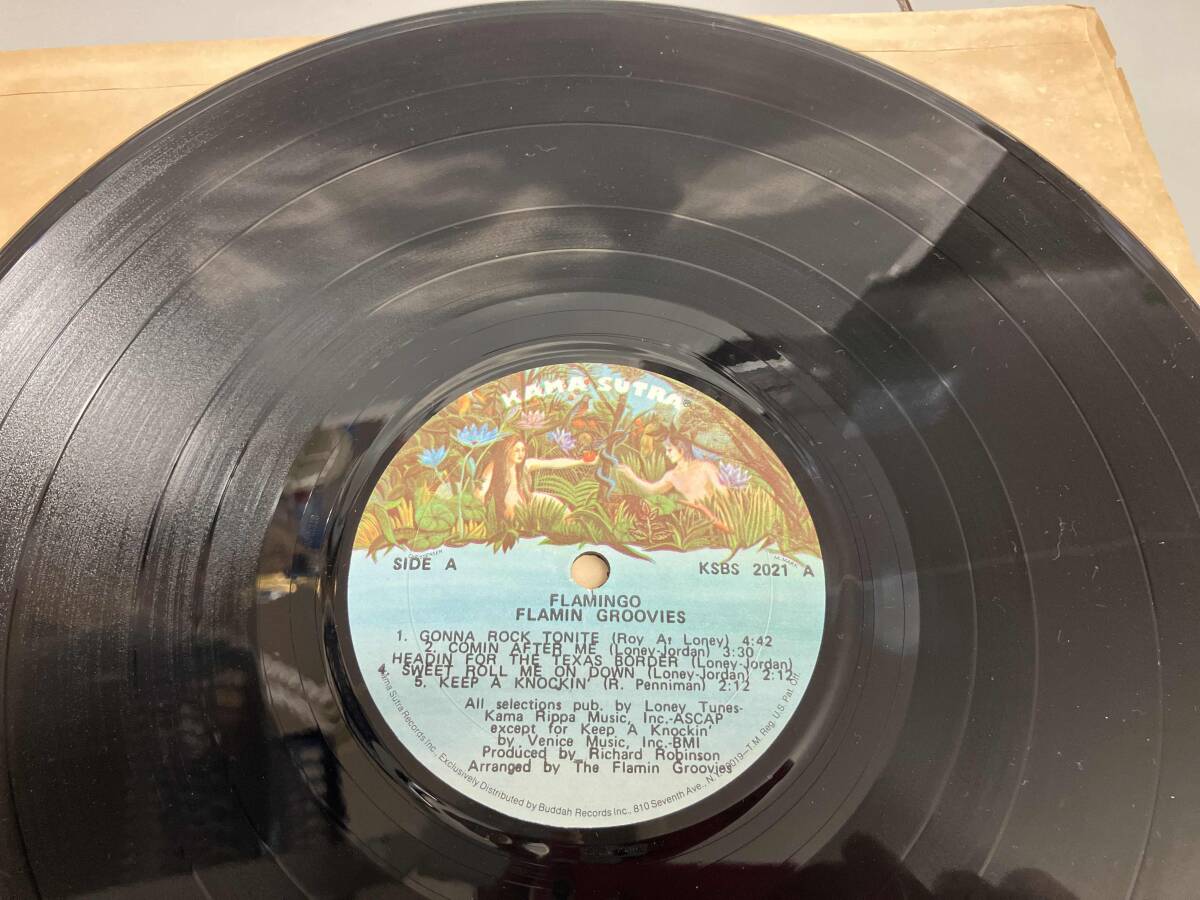 KAMA SUTRA®
SIDE A
KSBS 2021 A
FLAMINGO
FLAMIN GROOVIES
1. GONNA ROCK TONITE (Roy A. Loney) 4:42
2. COMIN AFTER ME (Loney-Jordan) 3:30
HEADIN FOR THE TEXAS BORDER (Loney-Jordan)
4. SWEET ROLL ME ON DOWN (Loney-Jordan) 2:12
5. KEEP A KNOCKIN' (R. Penniman) 2:12
All selections pub. by Loney Tunes-
Kama Rippa Music, Inc.-ASCAP
except for Keep A Knockin'
by Venice Music, Inc.-BMI
Produced by Richard Robinson
Arranged by The Flamin Groovies
Kama Sutra Records Inc., Exclusively Distributed by Buddah Records Inc., 810 Seventh Ave., N.Y. 10019—T.M. Reg. U.S. Pat. Off.